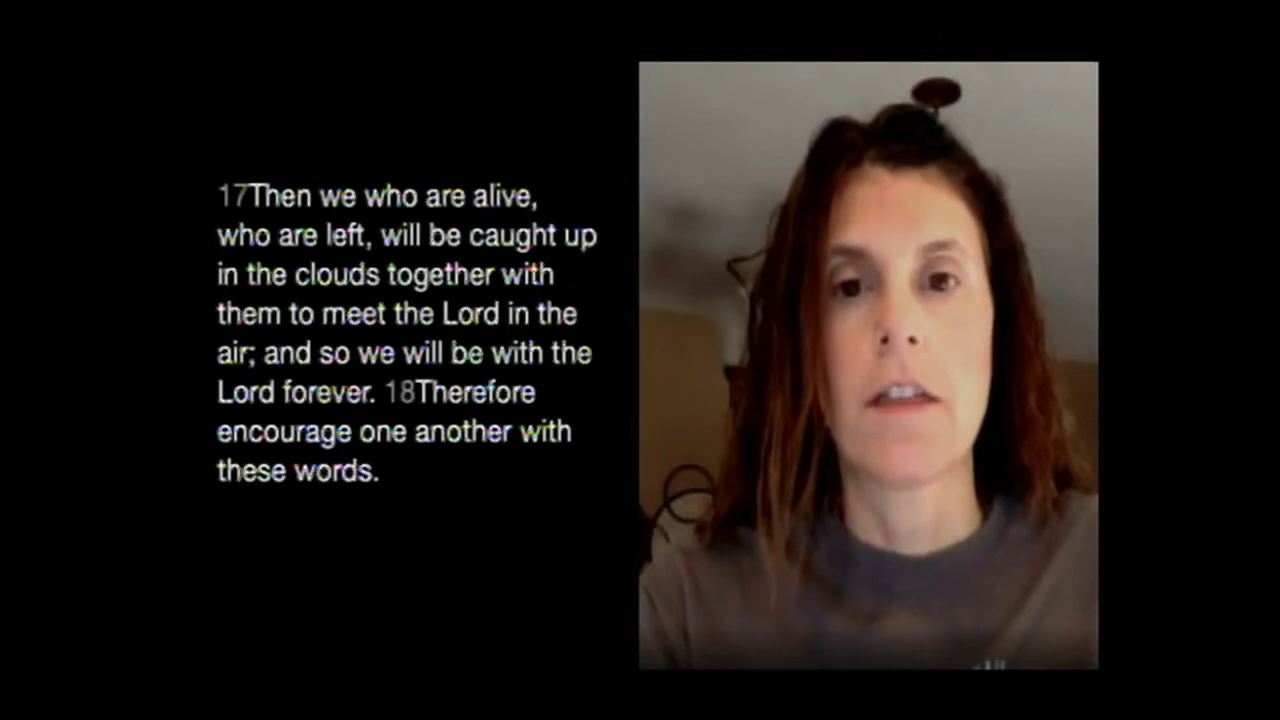 17Then we who are alive,
who are left, will be caught up
in the clouds together with
them to meet the Lord in the
air; and so we will be with the
Lord forever. 18Therefore
encourage one another with
these words.